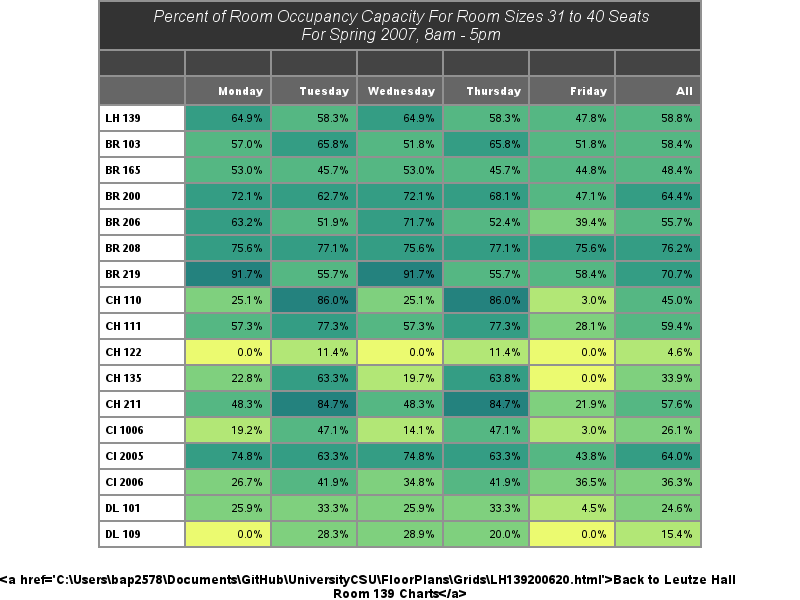 Percent of Room Occupancy Capacity For Room Sizes 31 to 40 Seats
For Spring 2007, 8am - 5pm
Monday Tuesday Wednesday Thursday Friday All
LH 139 64.9% 58.3% 64.9% 58.3% 47.8% 58.8%
BR 103 57.0% 65.8% 51.8% 65.8% 51.8% 58.4%
BR 165 53.0% 45.7% 53.0% 45.7% 44.8% 48.4%
BR 200 72.1% 62.7% 72.1% 68.1% 47.1% 64.4%
BR 206 63.2% 51.9% 71.7% 52.4% 39.4% 55.7%
BR 208 75.6% 77.1% 75.6% 77.1% 75.6% 76.2%
BR 219 91.7% 55.7% 91.7% 55.7% 58.4% 70.7%
CH 110 25.1% 86.0% 25.1% 86.0% 3.0% 45.0%
CH 111 57.3% 77.3% 57.3% 77.3% 28.1% 59.4%
CH 122 0.0% 11.4% 0.0% 11.4% 0.0% 4.6%
CH 135 22.8% 63.3% 19.7% 63.8% 0.0% 33.9%
CH 211 48.3% 84.7% 48.3% 84.7% 21.9% 57.6%
CI 1006 19.2% 47.1% 14.1% 47.1% 3.0% 26.1%
CI 2005 74.8% 63.3% 74.8% 63.3% 43.8% 64.0%
CI 2006 26.7% 41.9% 34.8% 41.9% 36.5% 36.3%
DL 101 25.9% 33.3% 25.9% 33.3% 4.5% 24.6%
DL 109 0.0% 28.3% 28.9% 20.0% 0.0% 15.4%
<a href='C:\Users\bap2578\Documents\GitHub\UniversityCSU\FloorPlans\Grids\LH139200620.html'>Back to Leutze Hall
Room 139 Charts</a>